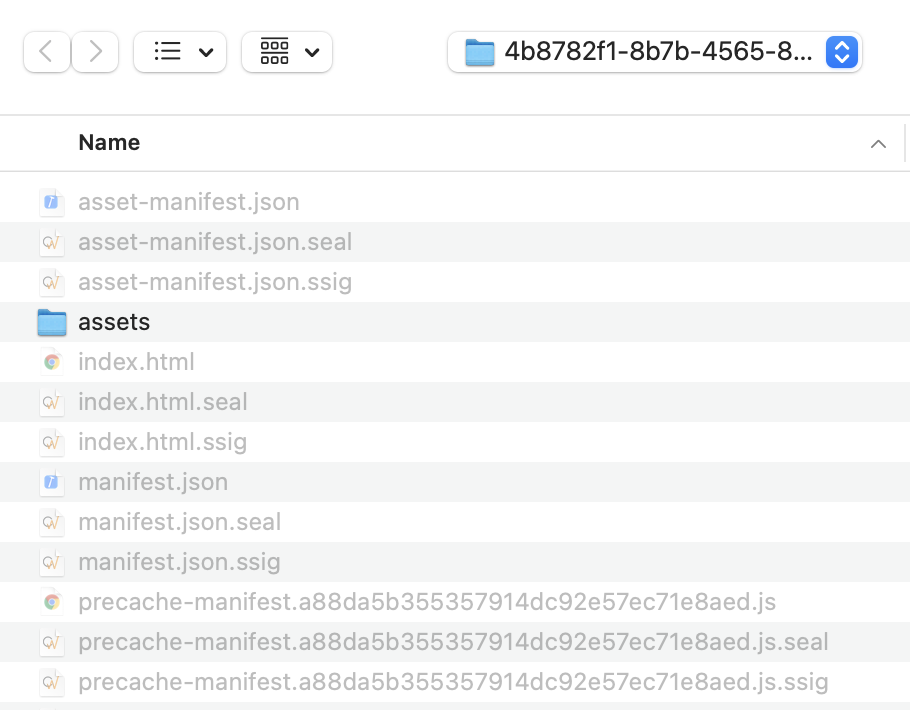 4b8782f1-8b7b-4565-8...
Name
asset-manifest.json
asset-manifest.json.seal
asset-manifest.json.ssig
assets
index.html
index.html.seal
index.html.ssig
manifest.json
manifest.json.seal
manifest.json.ssig
precache-manifest.a88da5b355357914dc92e57ec71e8aed.js
precache-manifest.a88da5b355357914dc92e57ec71e8aed.js.seal
precache-manifest.a88da5b355357914dc92e57ec71e8aed.js.ssig